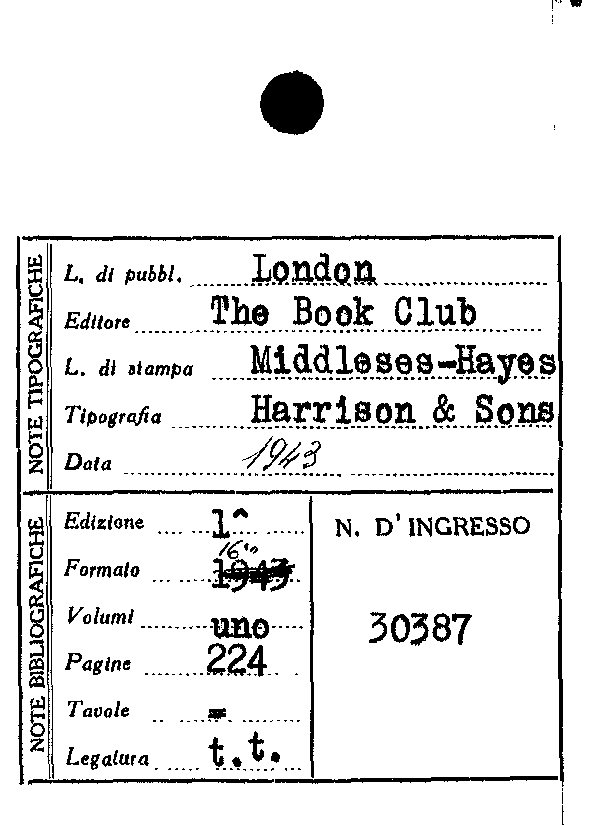 NOTE TIPOGRAFICHE
L. di pubbl. London
Editore The Book Club
L. di stampa Middleses-Hayes
Tipografia Harrison & Sons
Data 1943
NOTE BIBLIOGRAFICHE
Edizione 1^
Formato 16° 1943
Volumi uno
Pagine 224
Tavole =
Legatura t.t.
N. D' INGRESSO
30387